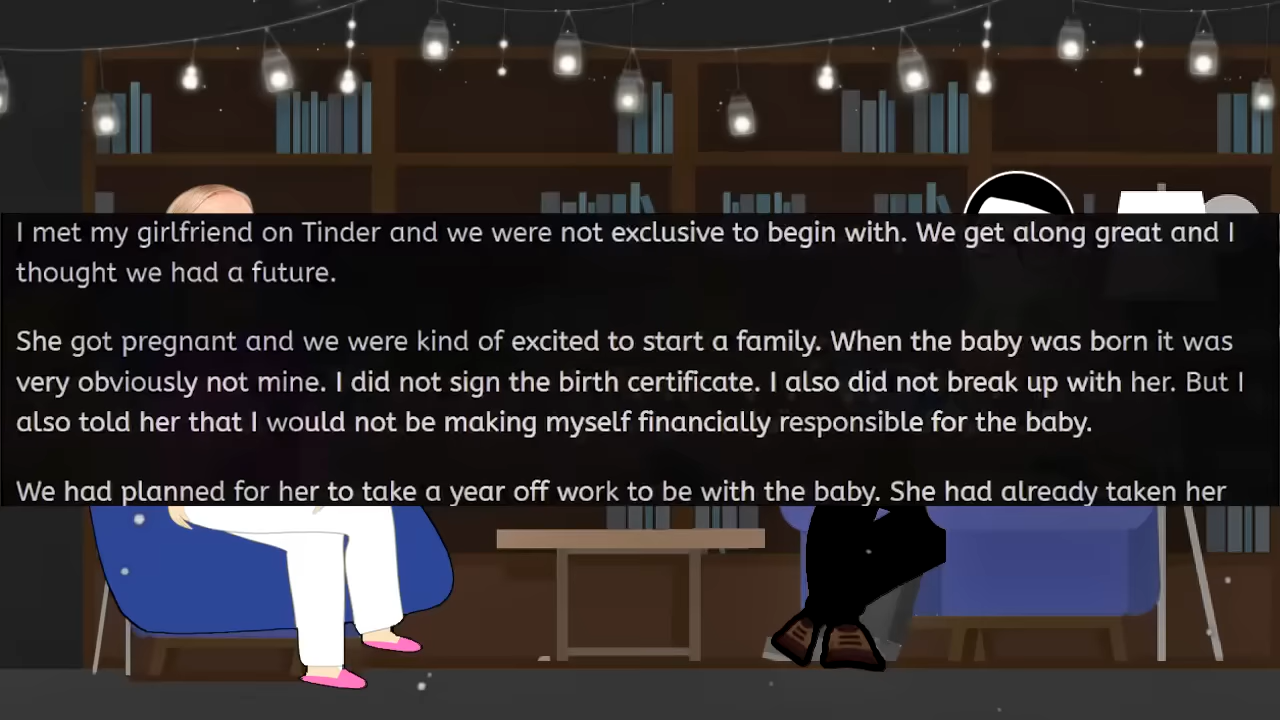 I met my girlfriend on Tinder and we were not exclusive to begin with. We get along great and I
thought we had a future.
She got pregnant and we were kind of excited to start a family. When the baby was born it was
very obviously not mine. I did not sign the birth certificate. I also did not break up with her. But I
also told her that I would not be making myself financially responsible for the baby.
We had planned for her to take a year off work to be with the baby. She had already taken her